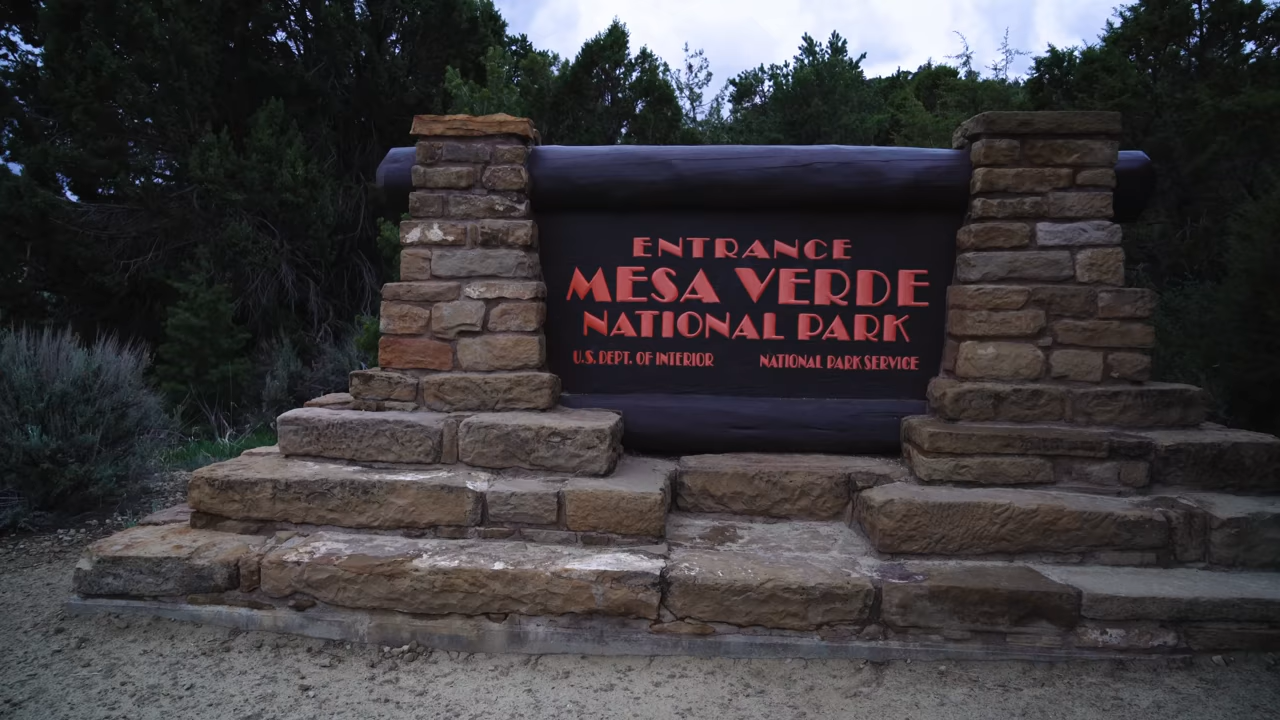 ENTRANCE
MESA VERDE
NATIONAL PARK
U.S. DEPT. OF INTERIOR NATIONAL PARK SERVICE